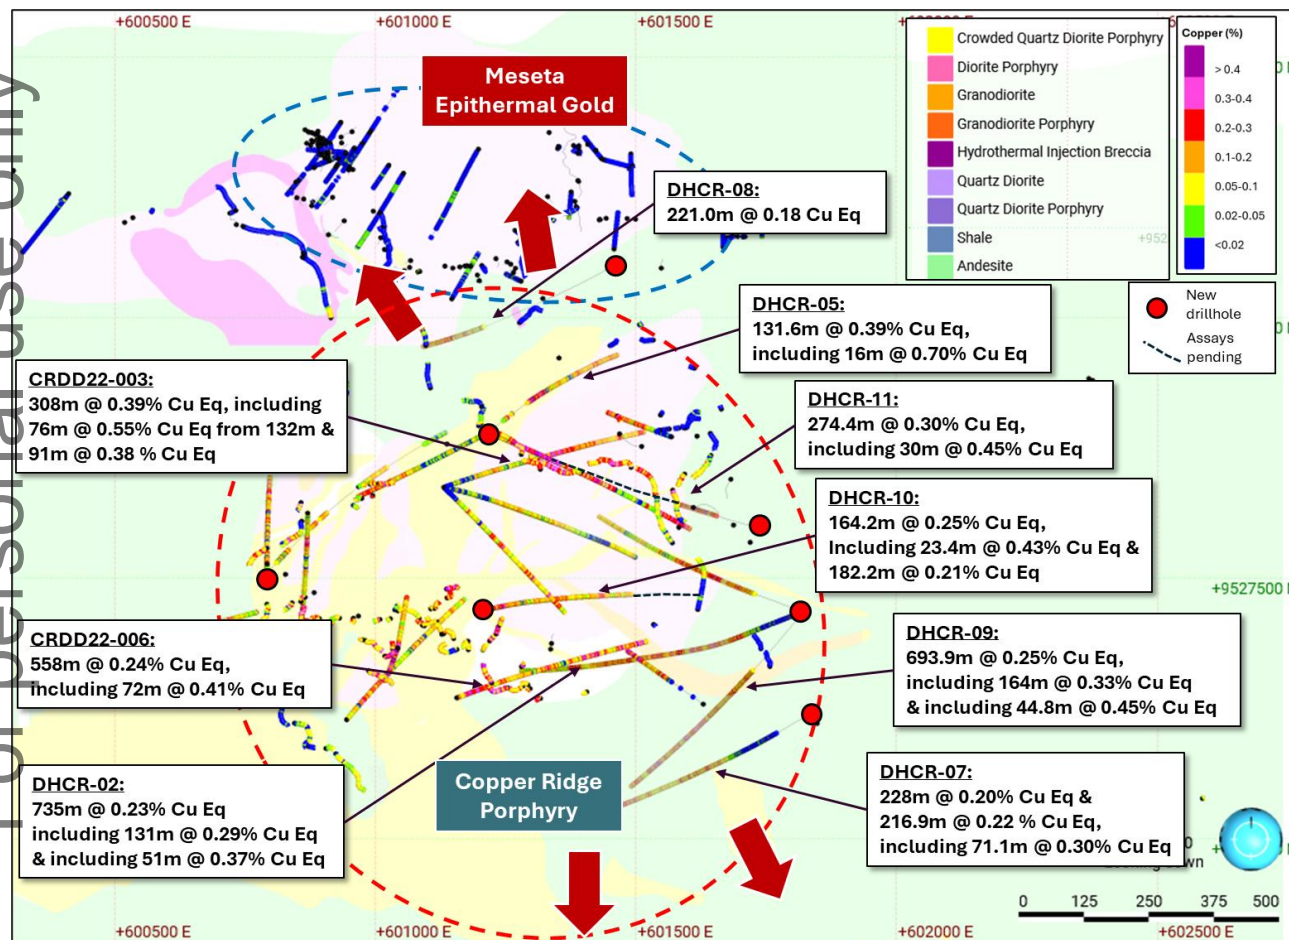 For personal use only
+600500 E
+601000 E
+601500 E
Meseta
Epithermal Gold
Crowded Quartz Diorite Porphyry
Diorite Porphyry
Granodiorite
Granodiorite Porphyry
Hydrothermal Injection Breccia
Quartz Diorite
Quartz Diorite Porphyry
Shale
Andesite
+952
Copper (%)
> 0.4
0.3-0.4
0.2-0.3
0.1-0.2
0.05-0.1
0.02-0.05
<0.02
New
drillhole
Assays
pending
DHCR-08:
221.0m @ 0.18 Cu Eq
DHCR-05:
131.6m @ 0.39% Cu Eq,
including 16m @ 0.70% Cu Eq
CRDD22-003:
308m @ 0.39% Cu Eq, including
76m @ 0.55% Cu Eq from 132m &
91m @ 0.38 % Cu Eq
DHCR-11:
274.4m @ 0.30% Cu Eq,
including 30m @ 0.45% Cu Eq
DHCR-10:
164.2m @ 0.25% Cu Eq,
Including 23.4m @ 0.43% Cu Eq &
182.2m @ 0.21% Cu Eq
+9527500 E
CRDD22-006:
558m @ 0.24% Cu Eq,
including 72m @ 0.41% Cu Eq
DHCR-09:
693.9m @ 0.25% Cu Eq,
including 164m @ 0.33% Cu Eq
& including 44.8m @ 0.45% Cu Eq
DHCR-02:
735m @ 0.23% Cu Eq
including 131m @ 0.29% Cu Eq
& including 51m @ 0.37% Cu Eq
Copper Ridge
Porphyry
DHCR-07:
228m @ 0.20% Cu Eq &
216.9m @ 0.22 % Cu Eq,
including 71.1m @ 0.30% Cu Eq
0
125
250
375
500
+600500 E
+601000 E
+601500 E
+602000 E
+602500 E